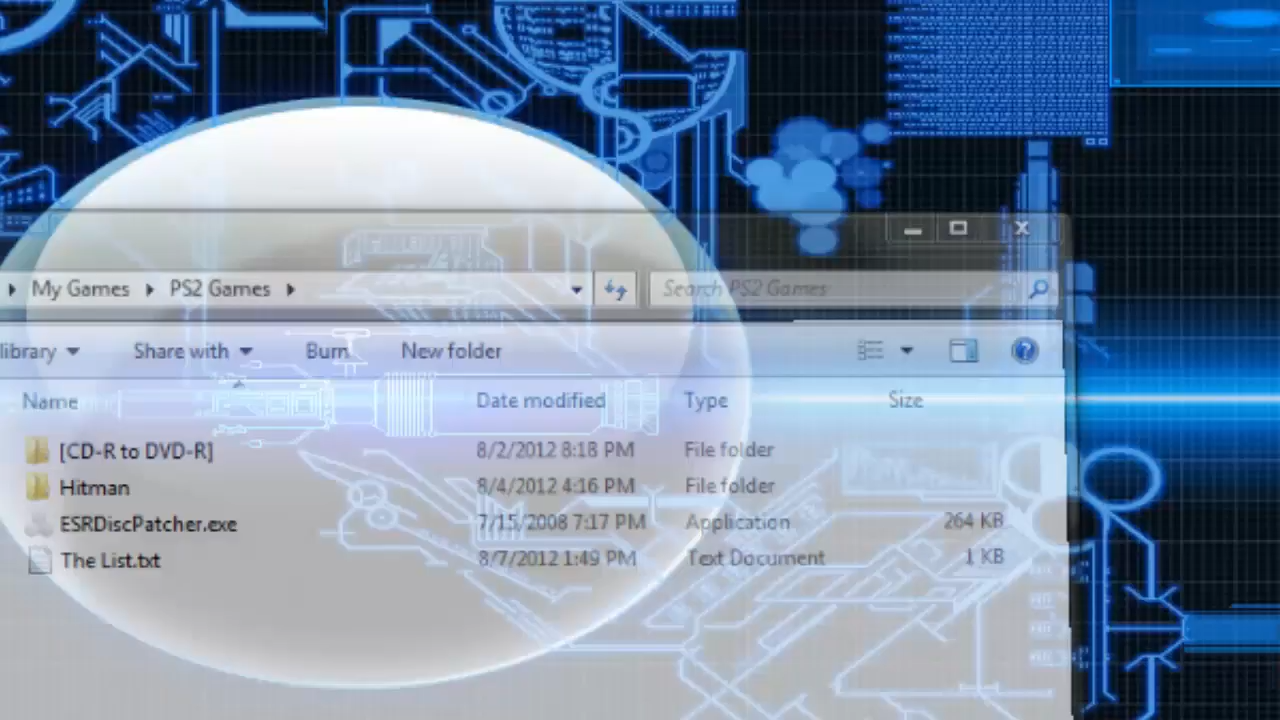 My Games PS2 Games Search PS2 Games
library Share with Burn New folder
Name Date modified Type Size
[CD-R to DVD-R] 8/2/2012 8:18 PM File folder
Hitman 8/4/2012 4:16 PM File folder
ESRDiscPatcher.exe 7/15/2008 7:17 PM Application 264 KB
The List.txt 8/7/2012 1:49 PM Text Document 1 KB